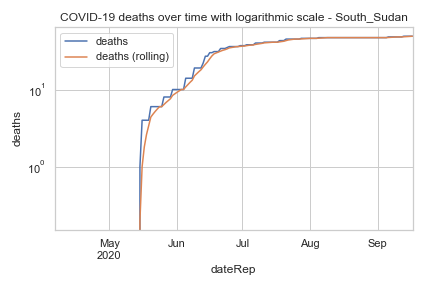 COVID-19 deaths over time with logarithmic scale - South_Sudan
deaths
deaths (rolling)
10¹
10⁰
deaths
May
2020
Jun
Jul
Aug
Sep
dateRep